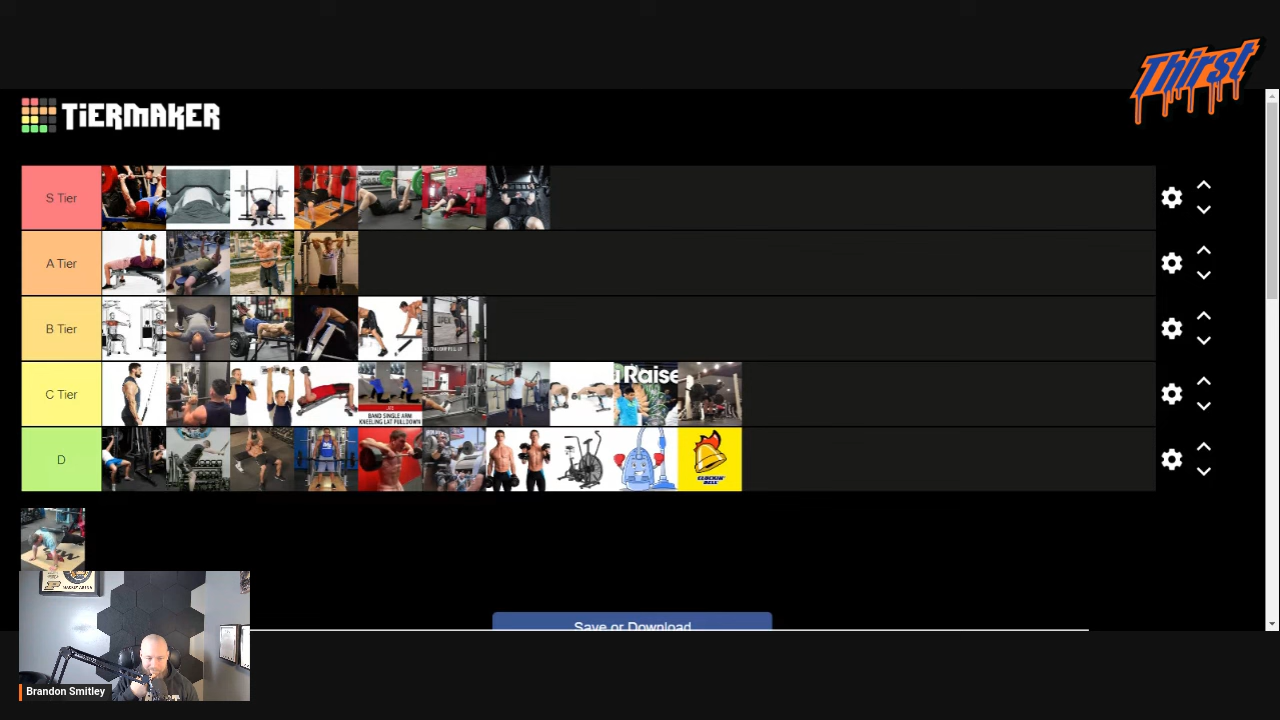 Thirst
TiERMAKER
S Tier
A Tier
B Tier
C Tier
Raise
BAND SINGLE ARM
KNEELING LAT PULLDOWN
D
CLOCKIN'
BELL
Save or Download
Brandon Smitley